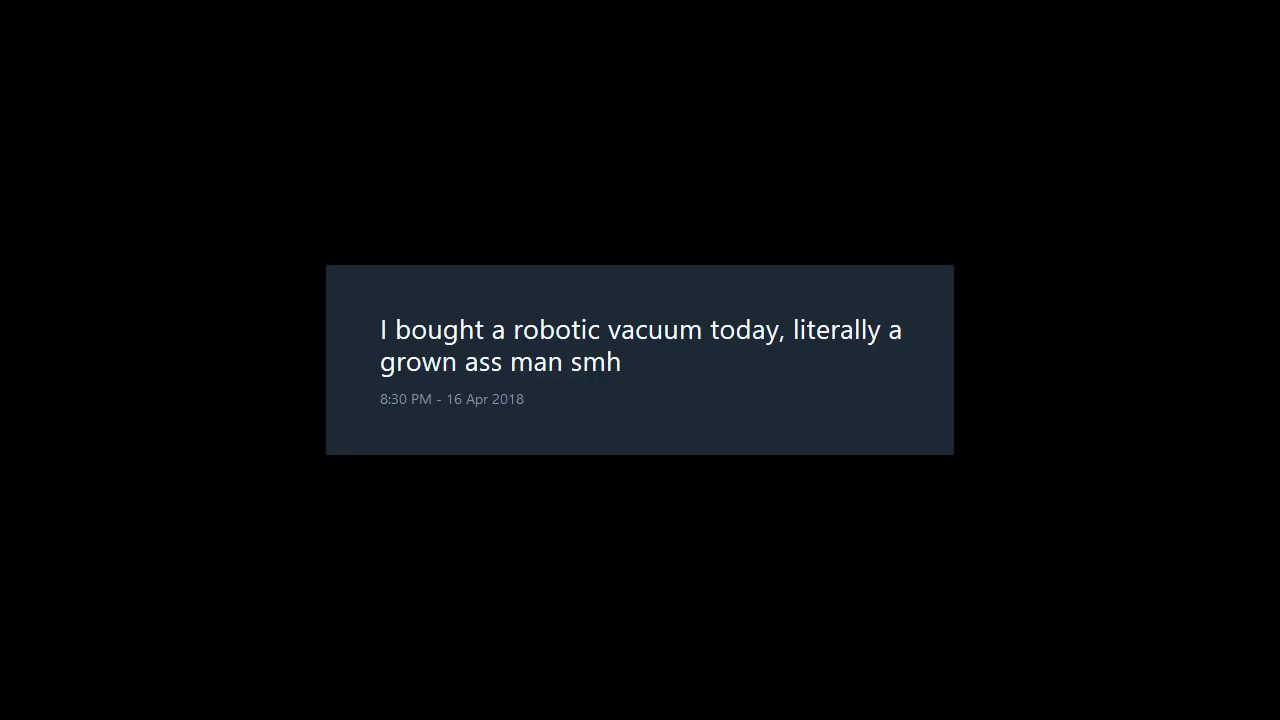 I bought a robotic vacuum today, literally a
grown ass man smh
8:30 PM - 16 Apr 2018